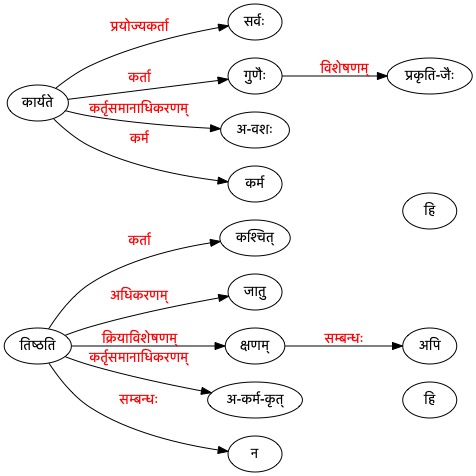 प्रयोज्यकर्ता
सर्वः
कर्ता
गुणैः
विशेषणम्
प्रकृति-जैः
कार्यते
कर्तृसमानाधिकरणम्
अ-वशः
कर्म
कर्म
हि
कर्ता
कश्चित्
अधिकरणम्
जातु
तिष्ठति
क्रियाविशेषणम्
क्षणम्
सम्बन्धः
अपि
कर्तृसमानाधिकरणम्
अ-कर्म-कृत्
हि
सम्बन्धः
न